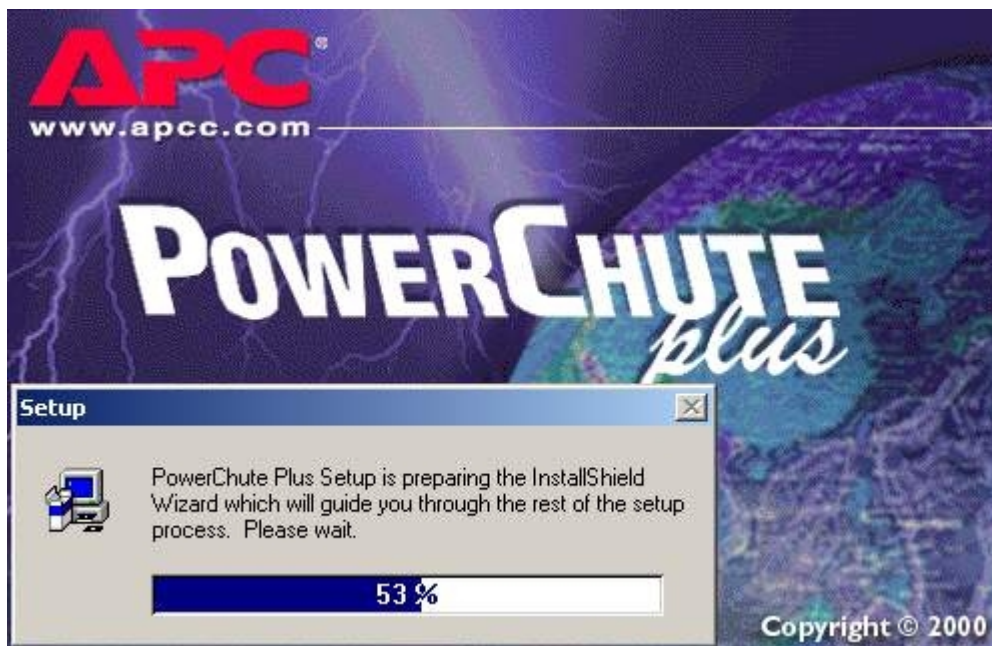 APC®
www.apcc.com
POWERCHUTE
plus
Setup
PowerChute Plus Setup is preparing the InstallShield
Wizard which will guide you through the rest of the setup
process. Please wait.
53 %
Copyright © 2000